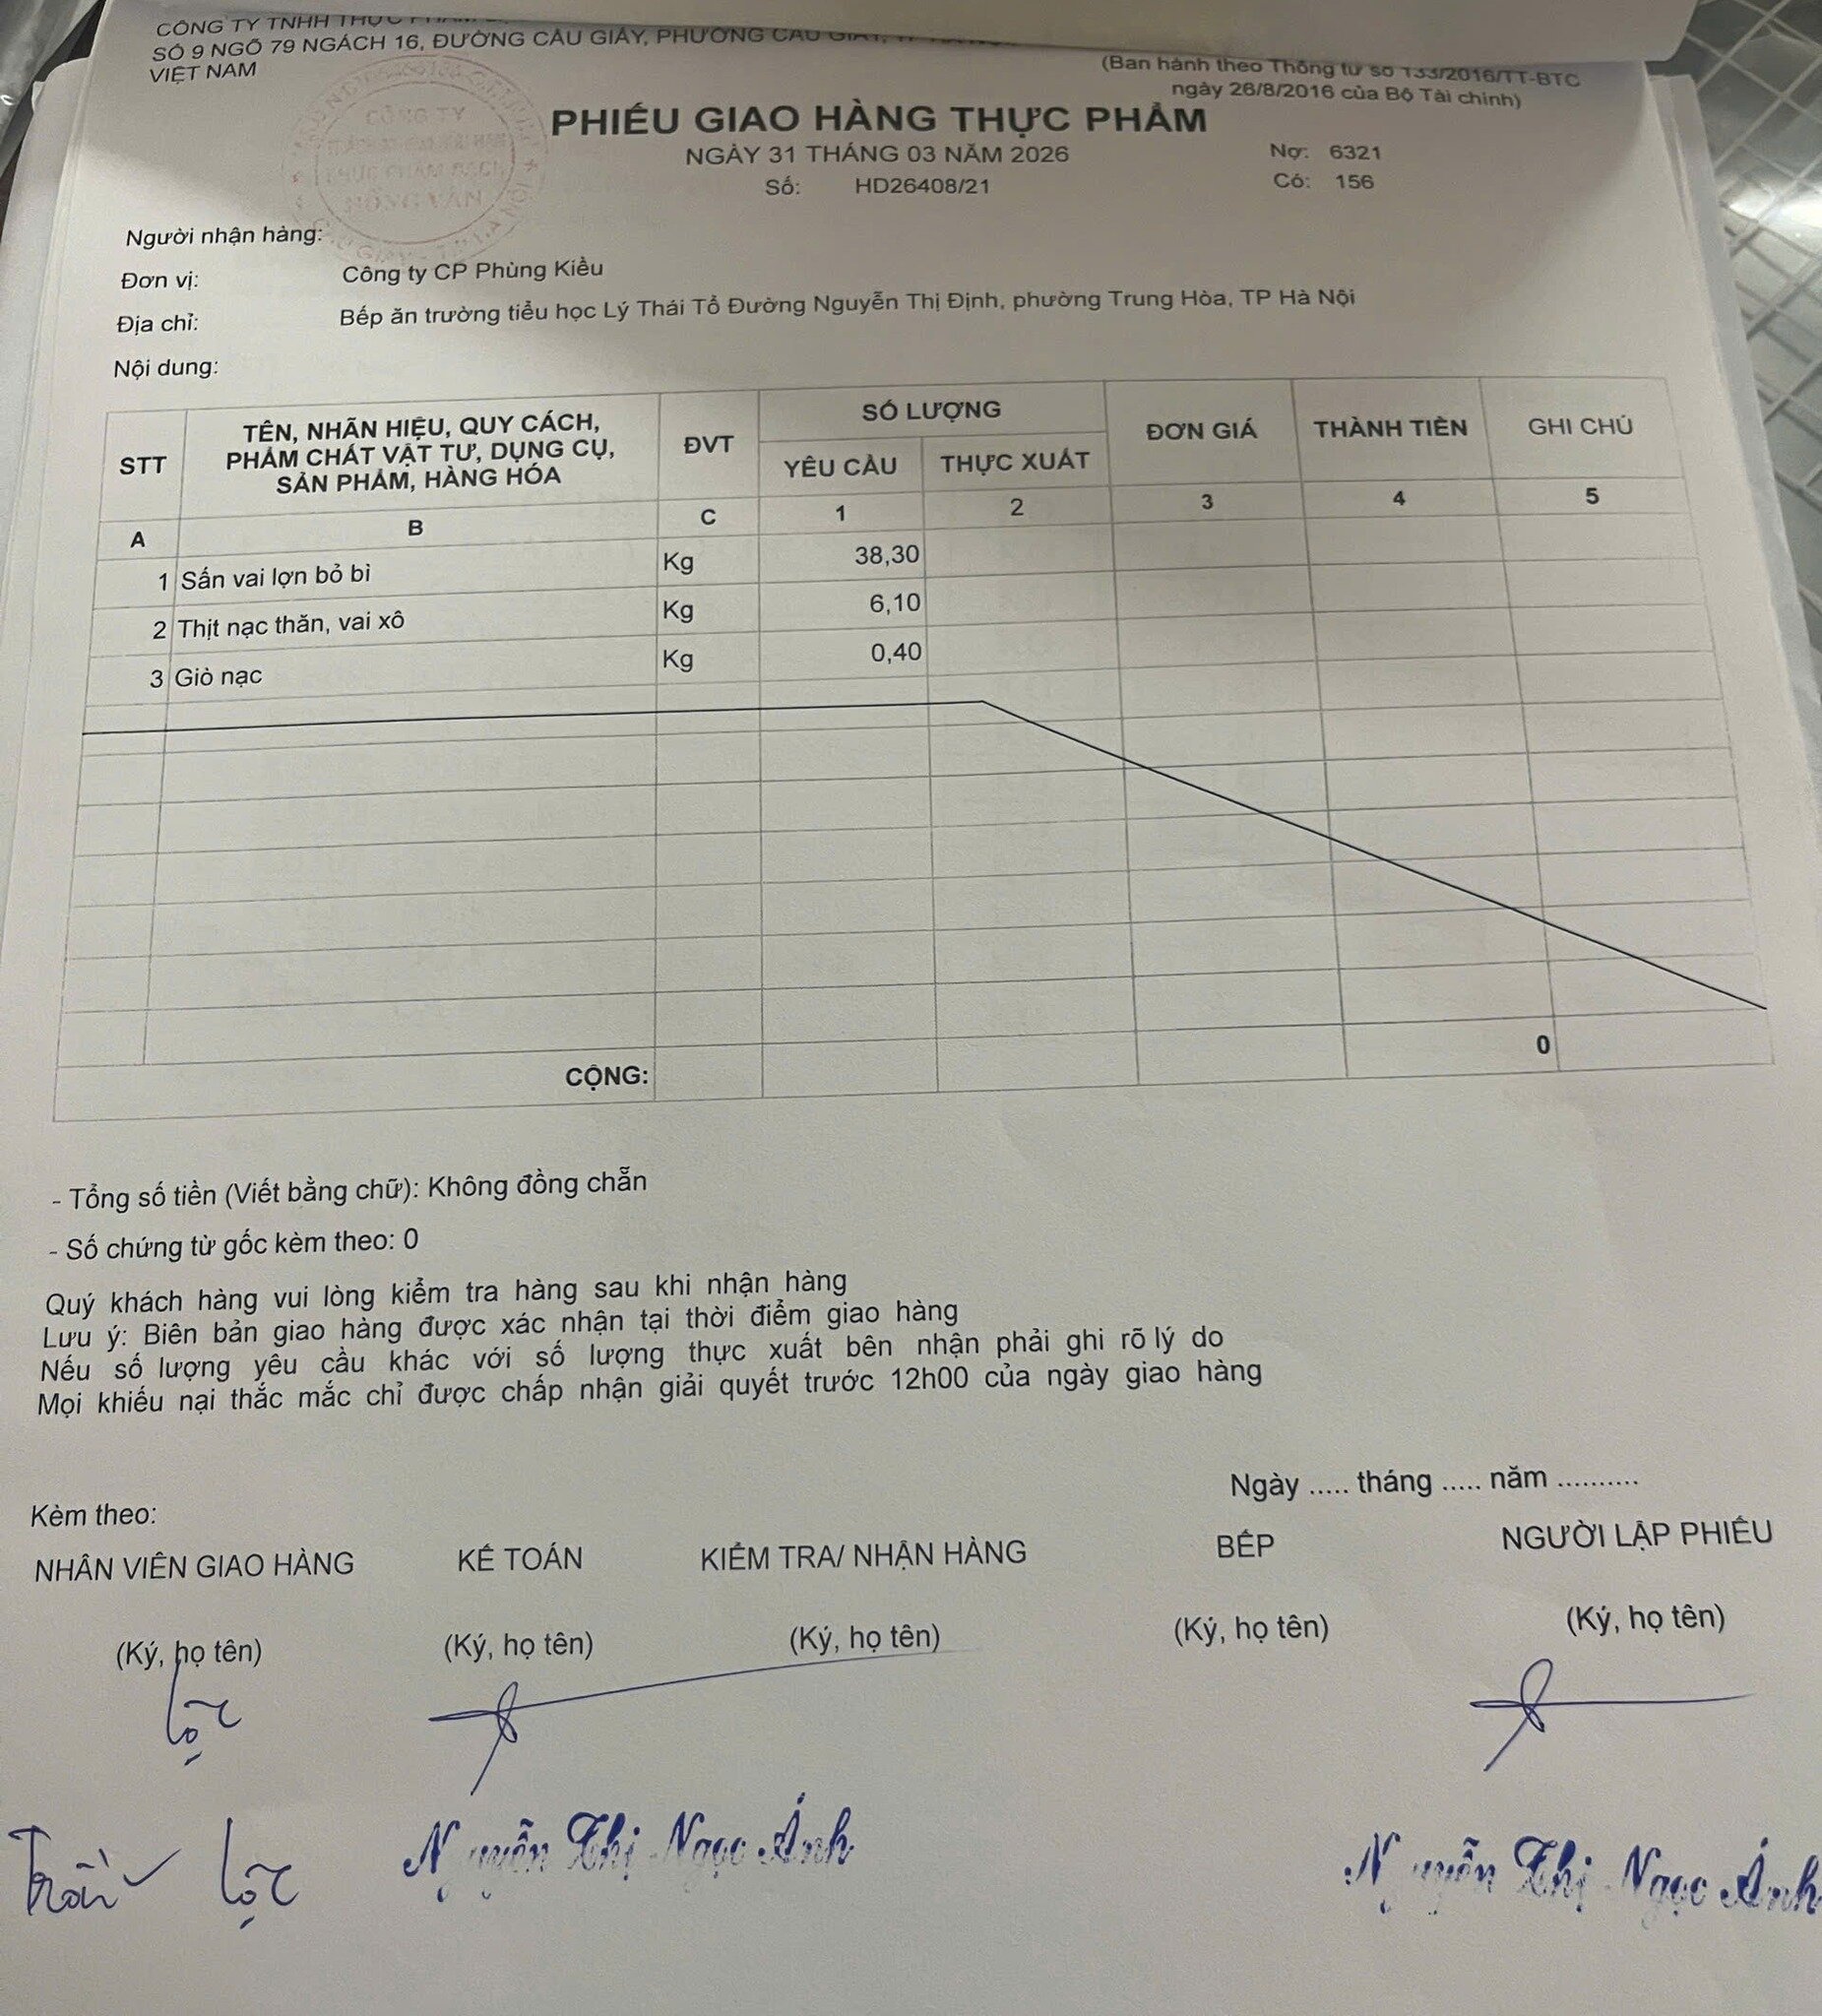 CÔNG TY TNHH THỰC PHẨM
SỐ 9 NGÕ 79 NGÁCH 16, ĐƯỜNG CẦU GIẤY, PHƯỜNG CẦU GIẤY,
VIỆT NAM
(Ban hành theo Thông tư số 133/2016/TT-BTC
ngày 26/8/2016 của Bộ Tài chính)
CÔNG TY
HỒNG VÂN
PHIẾU GIAO HÀNG THỰC PHẨM
NGÀY 31 THÁNG 03 NĂM 2026
Số: HD26408/21
Nợ: 6321
Có: 156
Người nhận hàng:
Đơn vị: Công ty CP Phùng Kiều
Địa chỉ: Bếp ăn trường tiểu học Lý Thái Tổ Đường Nguyễn Thị Định, phường Trung Hòa, TP Hà Nội
Nội dung:
STT TÊN, NHÃN HIỆU, QUY CÁCH, PHẨM CHẤT VẬT TƯ, DỤNG CỤ, SẢN PHẨM, HÀNG HÓA ĐVT SỐ LƯỢNG ĐƠN GIÁ THÀNH TIỀN GHI CHÚ
YÊU CẦU THỰC XUẤT
A B C 1 2 3 4 5
1 Sấn vai lợn bỏ bì Kg 38,30
2 Thịt nạc thăn, vai xô Kg 6,10
3 Giò nạc Kg 0,40
CỘNG: 0
- Tổng số tiền (Viết bằng chữ): Không đồng chẵn
- Số chứng từ gốc kèm theo: 0
Quý khách hàng vui lòng kiểm tra hàng sau khi nhận hàng
Lưu ý: Biên bản giao hàng được xác nhận tại thời điểm giao hàng
Nếu số lượng yêu cầu khác với số lượng thực xuất bên nhận phải ghi rõ lý do
Mọi khiếu nại thắc mắc chỉ được chấp nhận giải quyết trước 12h00 của ngày giao hàng
Ngày ..... tháng ..... năm ..........
Kèm theo:
NHÂN VIÊN GIAO HÀNG KẾ TOÁN KIỂM TRA/ NHẬN HÀNG BẾP NGƯỜI LẬP PHIẾU
(Ký, họ tên) (Ký, họ tên) (Ký, họ tên) (Ký, họ tên) (Ký, họ tên)
Lộc
Trần Lộc Nguyễn Thị Ngọc Ánh Nguyễn Thị Ngọc Ánh